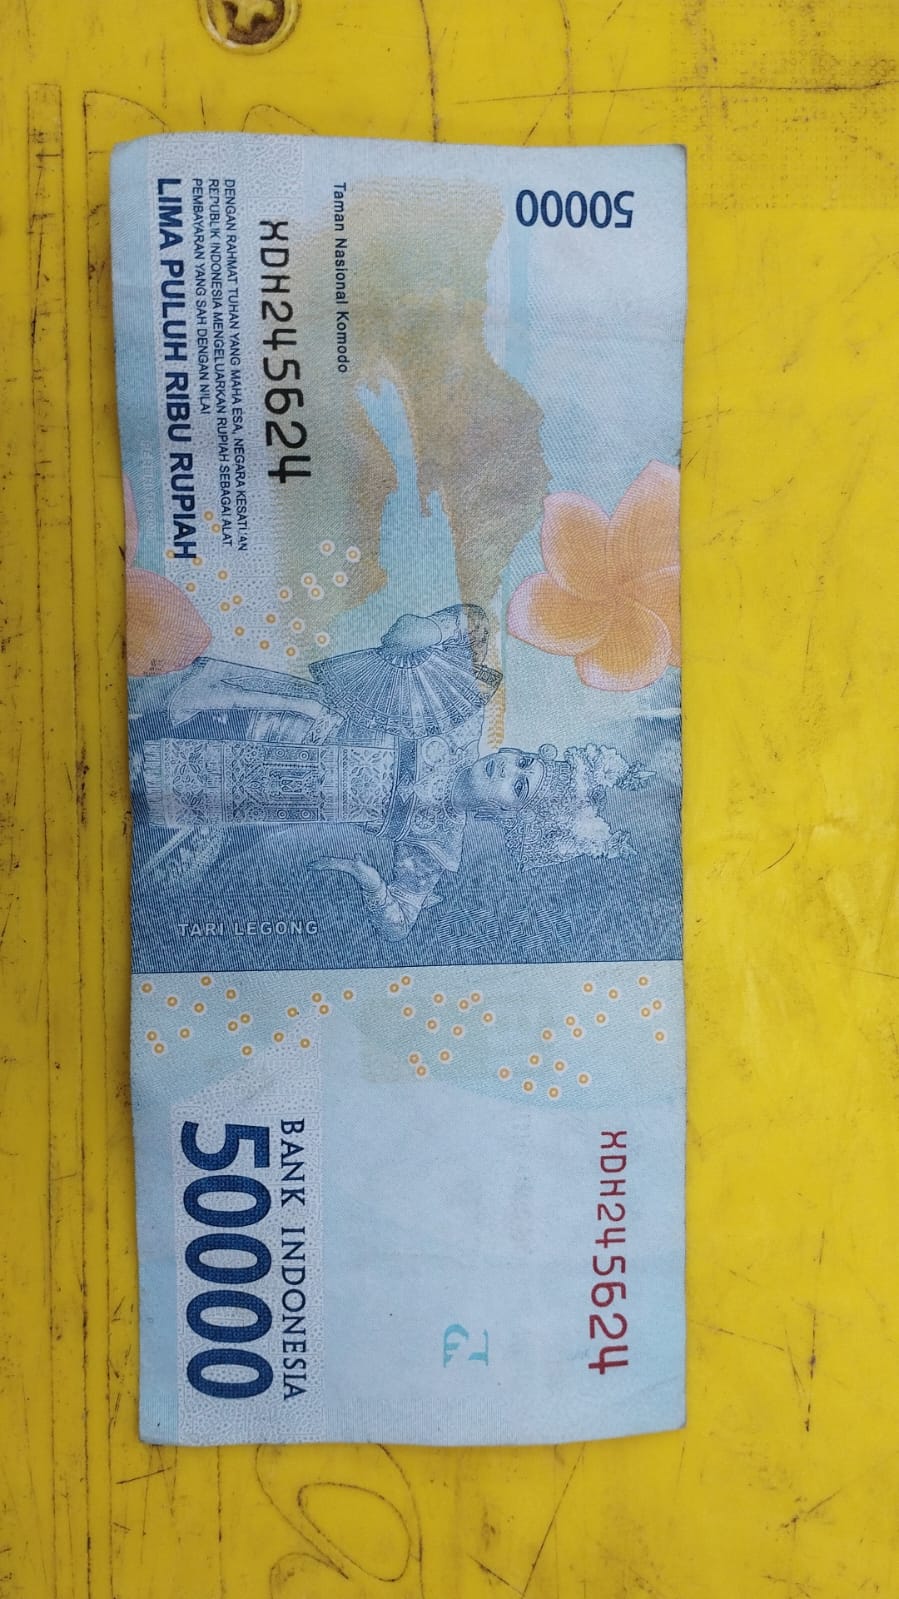 50000
Taman Nasional Komodo
XDH245624
DENGAN RAHMAT TUHAN YANG MAHA ESA, NEGARA KESATUAN
REPUBLIK INDONESIA MENGELUARKAN RUPIAH SEBAGAI ALAT
PEMBAYARAN YANG SAH DENGAN NILAI
LIMA PULUH RIBU RUPIAH
TARI LEGONG
XDH245624
BANK INDONESIA
50000